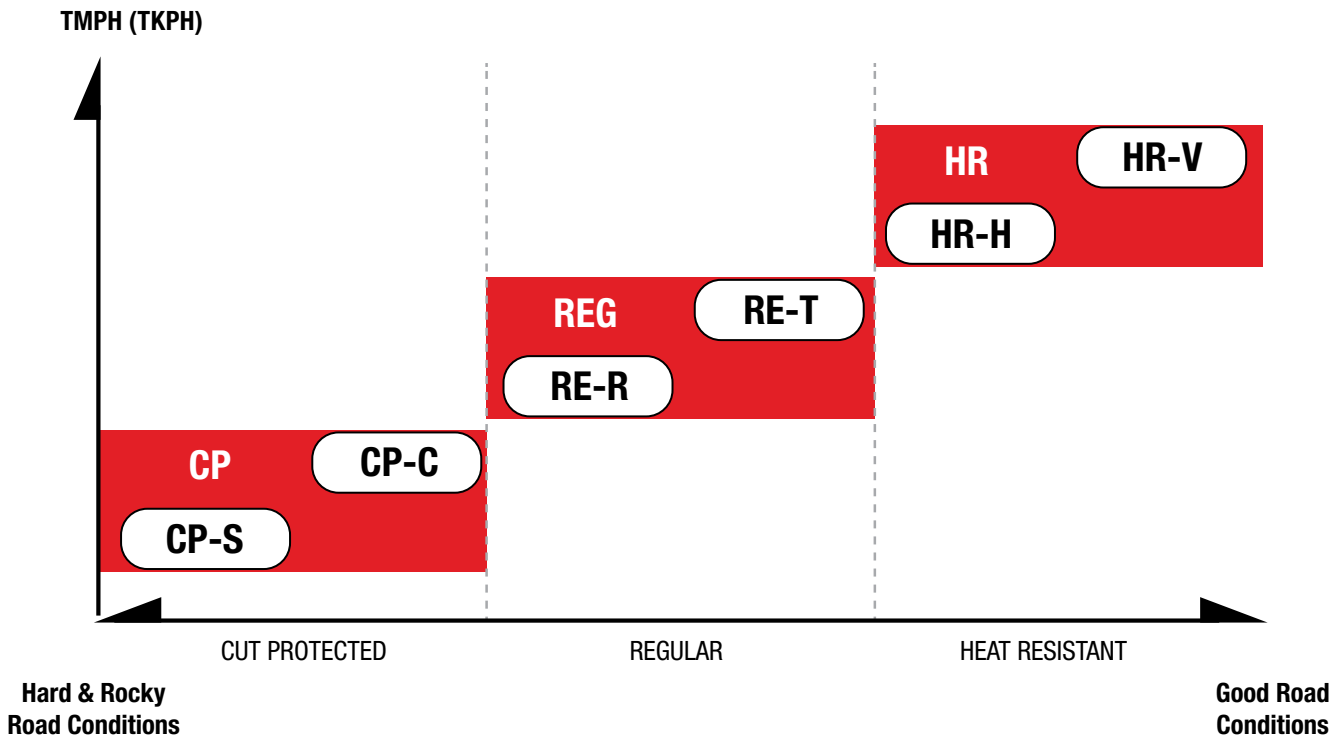 TMPH (TKPH)
HR
HR-V
HR-H
REG
RE-T
RE-R
CP
CP-C
CP-S
CUT PROTECTED
REGULAR
HEAT RESISTANT
Hard & Rocky
Road Conditions
Good Road
Conditions